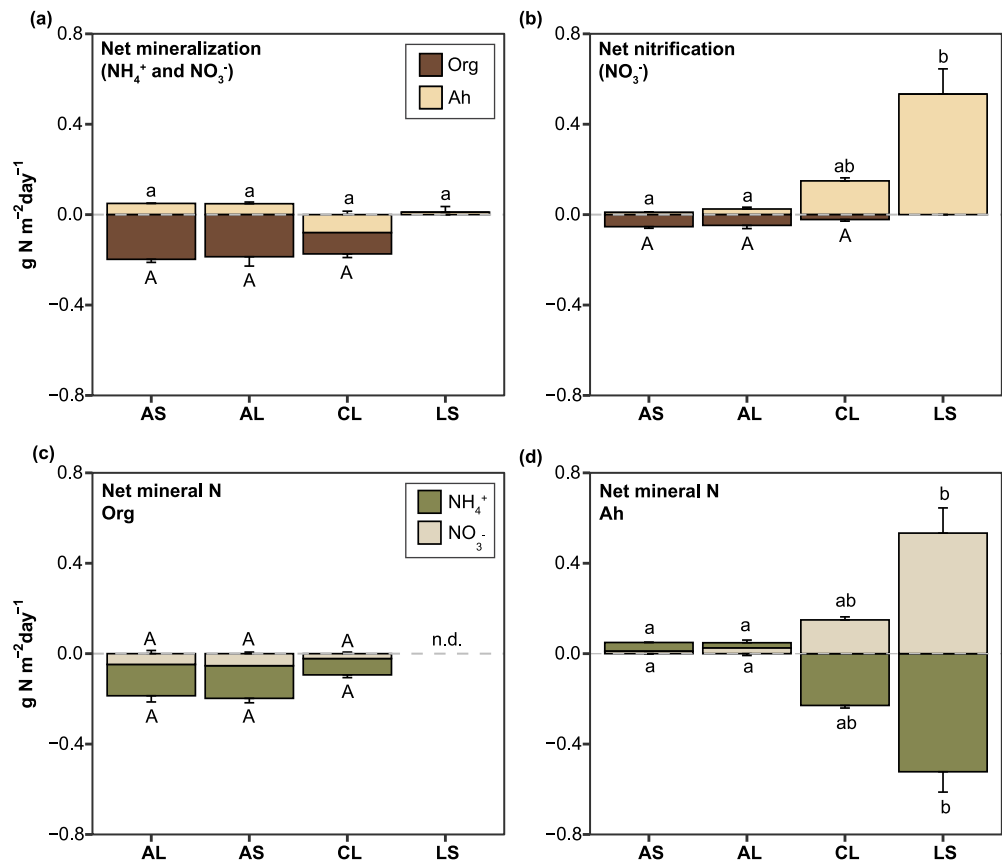 (a)
Net mineralization
(NH₄⁺ and NO₃⁻)
Org
Ah
0.8
0.4
0.0
−0.4
−0.8
g N m⁻²day⁻¹
a a a a
A A A
AS AL CL LS
(b)
Net nitrification
(NO₃⁻)
0.8
0.4
0.0
−0.4
−0.8
a a ab b
A A A
AS AL CL LS
(c)
Net mineral N
Org
NH₄⁺
NO₃⁻
0.8
0.4
0.0
−0.4
−0.8
g N m⁻²day⁻¹
A A A n.d.
A A A
AL AS CL LS
(d)
Net mineral N
Ah
0.8
0.4
0.0
−0.4
−0.8
a a ab b
a a ab b
AS AL CL LS